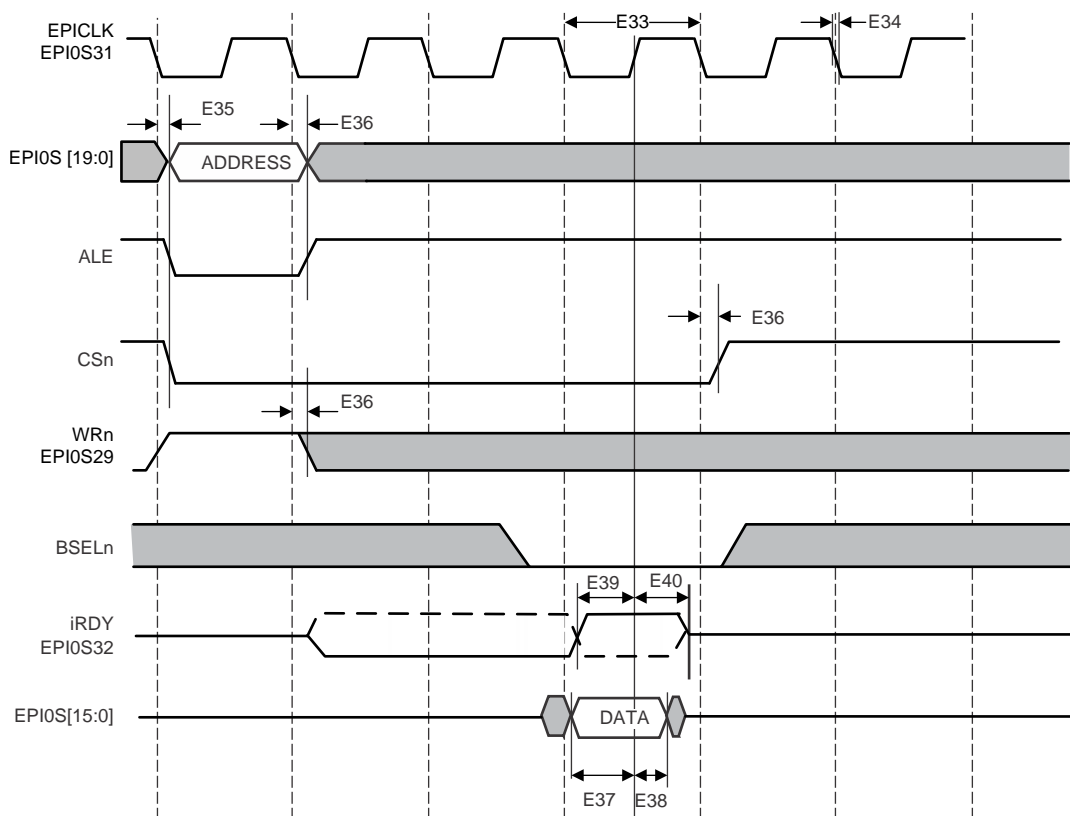 EPICLK
EPI0S31
E33
E34
E35
E36
EPI0S [19:0]
ADDRESS
ALE
E36
CSn
E36
WRn
EPI0S29
BSELn
E39
E40
iRDY
EPI0S32
EPI0S[15:0]
DATA
E37
E38